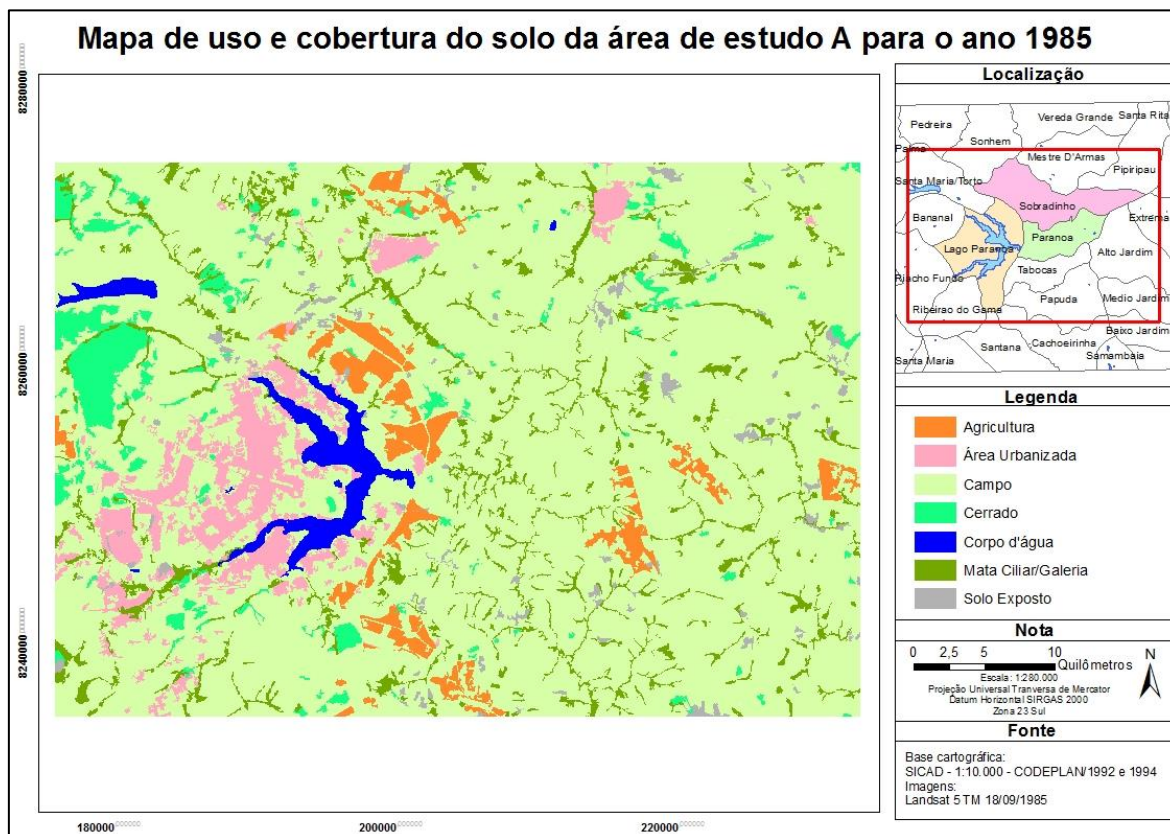 Mapa de uso e cobertura do solo da área de estudo A para o ano 1985
8280000
8260000
8240000
180000
200000
220000
Localização
Pedreira
Vereda Grande
Santa Rita
Sonhem
Palma
Mestre D'Armas
Pipiripau
Santa Maria/Torto
Sobradinho
Bananal
Extrema
Paranoa
Lago Paranoa
Alto Jardim
Riacho Fundo
Tabocas
Papuda
Medio Jardim
Ribeirao do Gama
Baixo Jardim
Cachoeirinha
Santana
Samambaia
Santa Maria
Legenda
Agricultura
Área Urbanizada
Campo
Cerrado
Corpo d'água
Mata Ciliar/Galeria
Solo Exposto
Nota
0 2,5 5 10
Quilômetros
N
Escala: 1:280.000
Projeção Universal Tranversa de Mercator
Datum Horizontal SIRGAS 2000
Zona 23 Sul
Fonte
Base cartográfica:
SICAD - 1:10.000 - CODEPLAN/1992 e 1994
Imagens:
Landsat 5 TM 18/09/1985